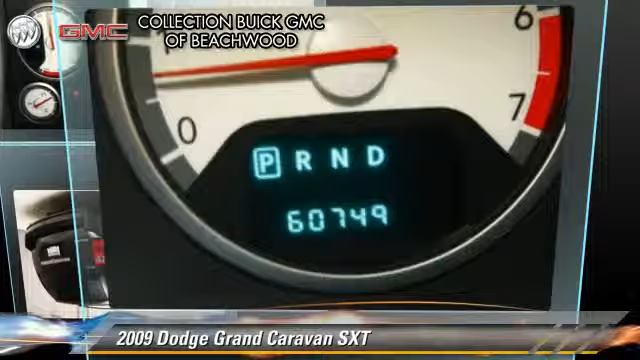 GMC
COLLECTION BUICK GMC
OF BEACHWOOD
6
7
0
P R N D
60749
2009 Dodge Grand Caravan SXT